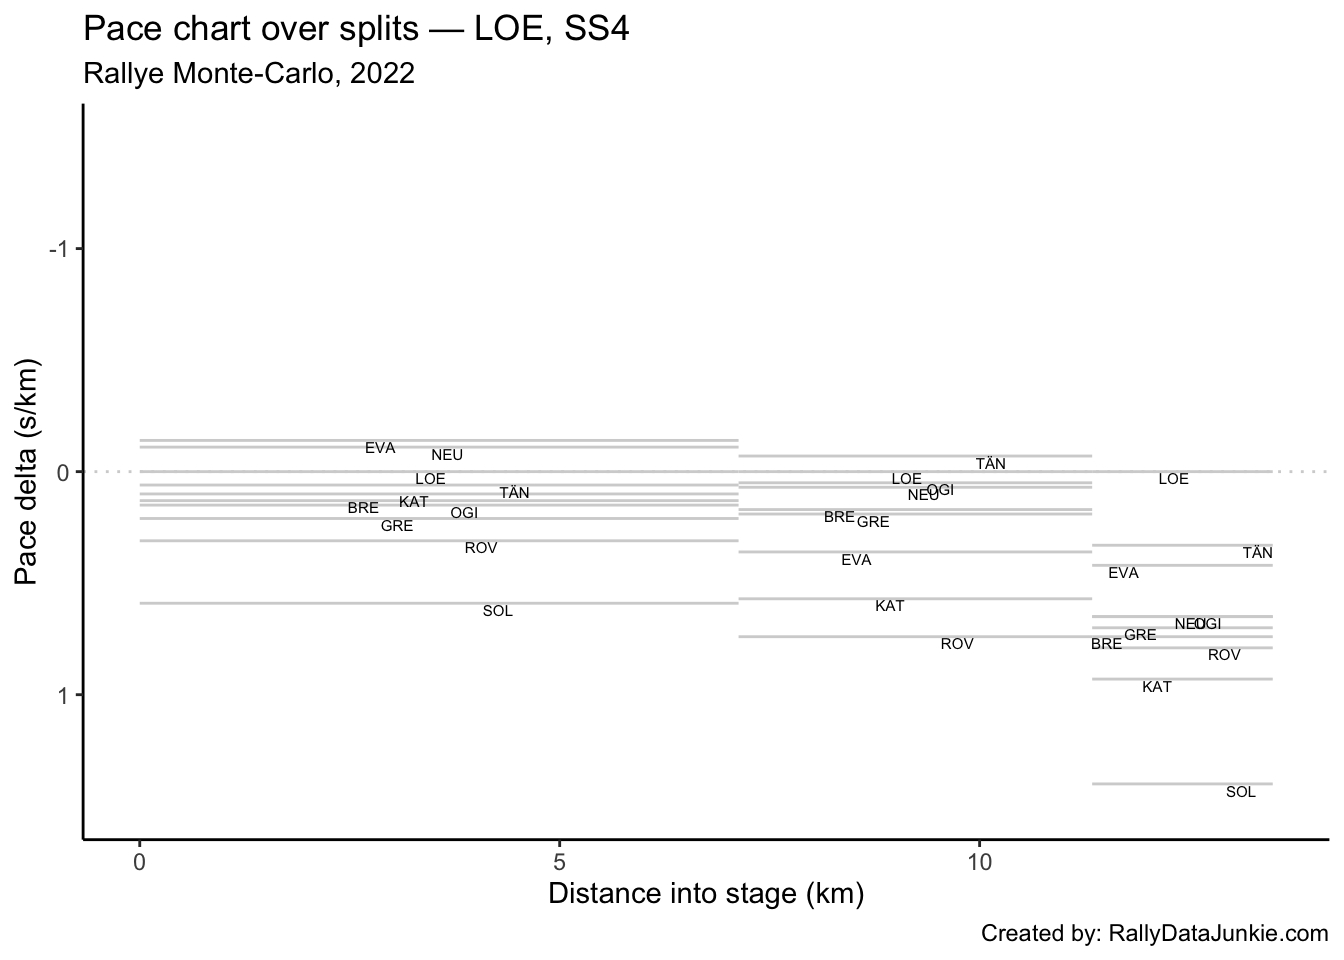 Pace chart over splits — LOE, SS4
Rallye Monte-Carlo, 2022
Pace delta (s/km)
-1
0
1
EVA
NEU
LOE
TÄN
KAT
BRE
OGI
GRE
ROV
SOL
TÄN
LOE
OGI
NEU
BRE
GRE
EVA
KAT
ROV
LOE
TÄN
EVA
NEU
OGI
GRE
BRE
ROV
KAT
SOL
0 5 10
Distance into stage (km)
Created by: RallyDataJunkie.com